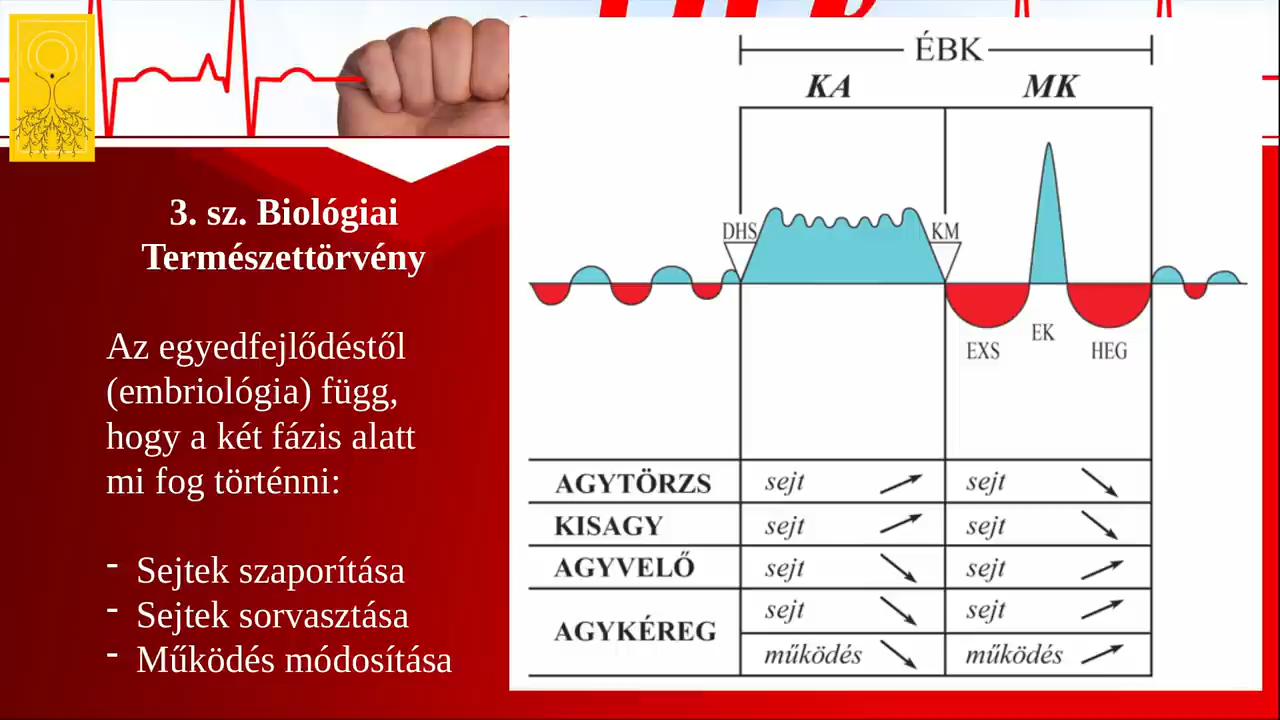 3. sz. Biológiai
Természettörvény
Az egyedfejlődéstől
(embriológia) függ,
hogy a két fázis alatt
mi fog történni:
- Sejtek szaporítása
- Sejtek sorvasztása
- Működés módosítása
ÉBK
KA MK
DHS KM
EK
EXS HEG
AGYTÖRZS sejt sejt
KISAGY sejt sejt
AGYVELŐ sejt sejt
AGYKÉREG sejt sejt
működés működés